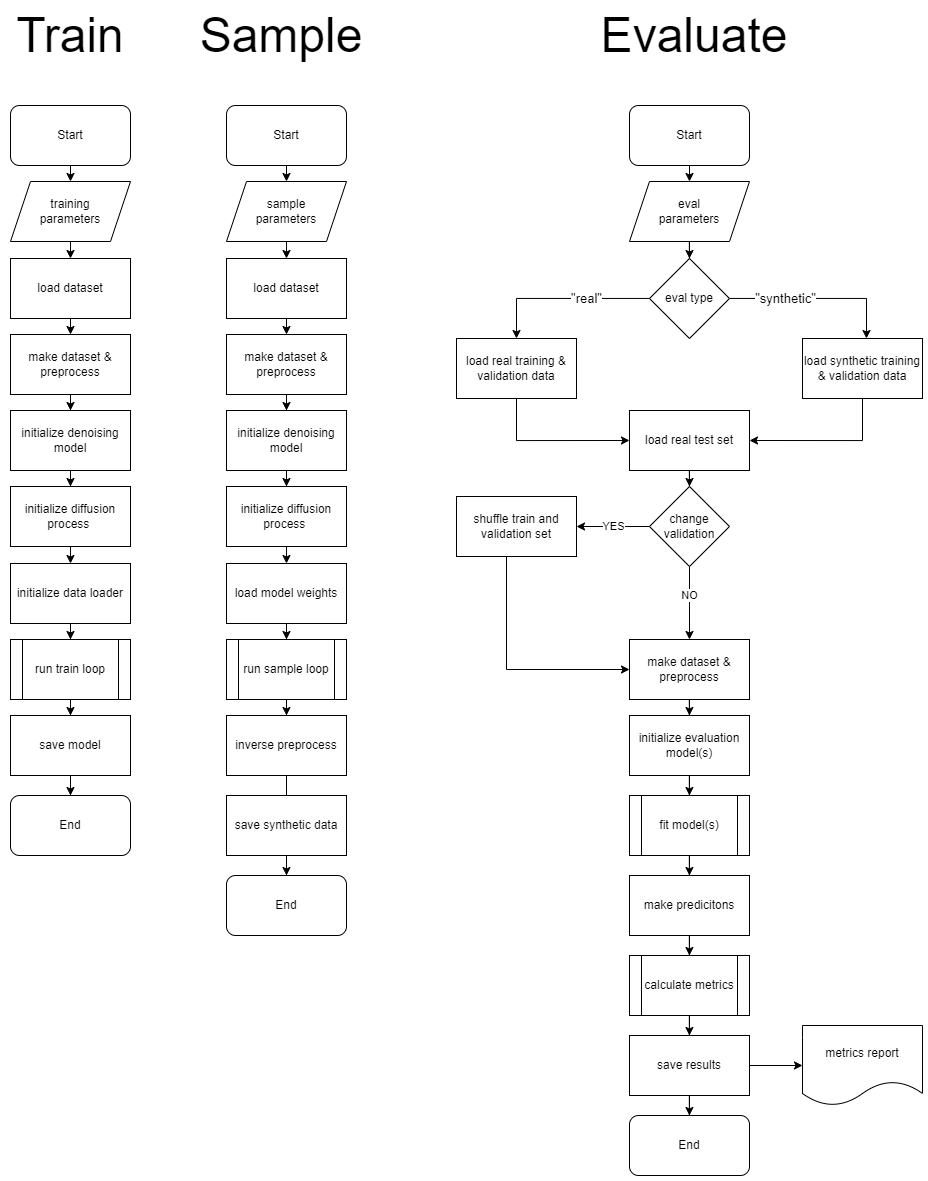 Train
Sample
Evaluate
Start
training
parameters
load dataset
make dataset &
preprocess
initialize denoising
model
initialize diffusion
process
initialize data loader
run train loop
save model
End
Start
sample
parameters
load dataset
make dataset &
preprocess
initialize denoising
model
initialize diffusion
process
load model weights
run sample loop
inverse preprocess
save synthetic data
End
Start
eval
parameters
eval type
"real"
"synthetic"
load real training &
validation data
load synthetic training
& validation data
load real test set
change
validation
YES
shuffle train and
validation set
NO
make dataset &
preprocess
initialize evaluation
model(s)
fit model(s)
make predicitons
calculate metrics
save results
metrics report
End